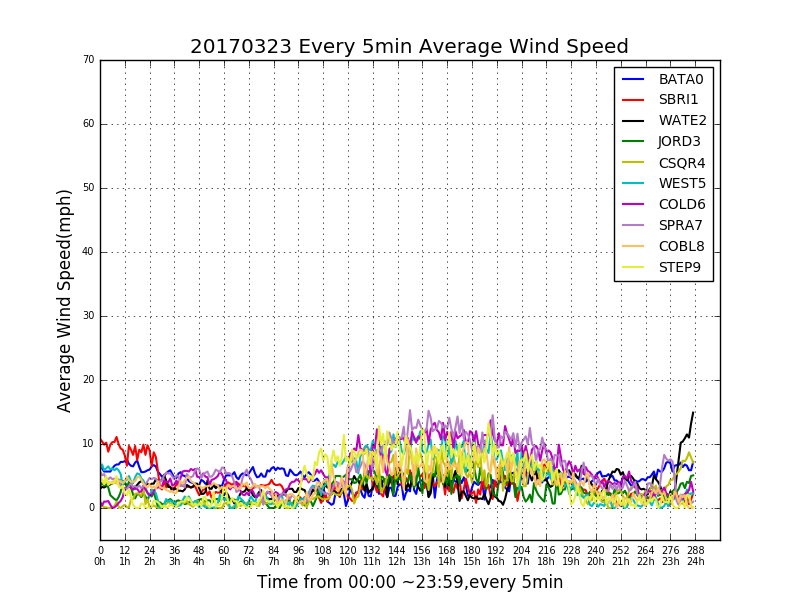 20170323 Every 5min Average Wind Speed
70
60
50
40
30
20
10
0
Average Wind Speed(mph)
BATA0
SBRI1
WATE2
JORD3
CSQR4
WEST5
COLD6
SPRA7
COBL8
STEP9
0 12 24 36 48 60 72 84 96 108 120 132 144 156 168 180 192 204 216 228 240 252 264 276 288
0h 1h 2h 3h 4h 5h 6h 7h 8h 9h 10h 11h 12h 13h 14h 15h 16h 17h 18h 19h 20h 21h 22h 23h 24h
Time from 00:00 ~23:59,every 5min